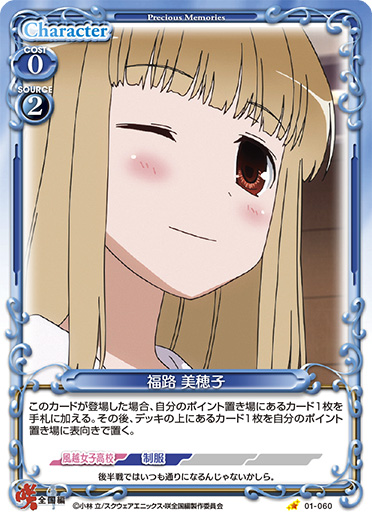 Precious Memories
Character
COST
0
SOURCE
2
福路 美穂子
このカードが登場した場合、自分のポイント置き場にあるカード1枚を
手札に加える。その後、デッキの上にあるカード1枚を自分のポイント
置き場に表向きで置く。
風越女子高校 制服
後半戦ではいつも通りになるんじゃないかしら。
咲 全国編
©小林 立/スクウェアエニックス・咲全国編製作委員会
01-060